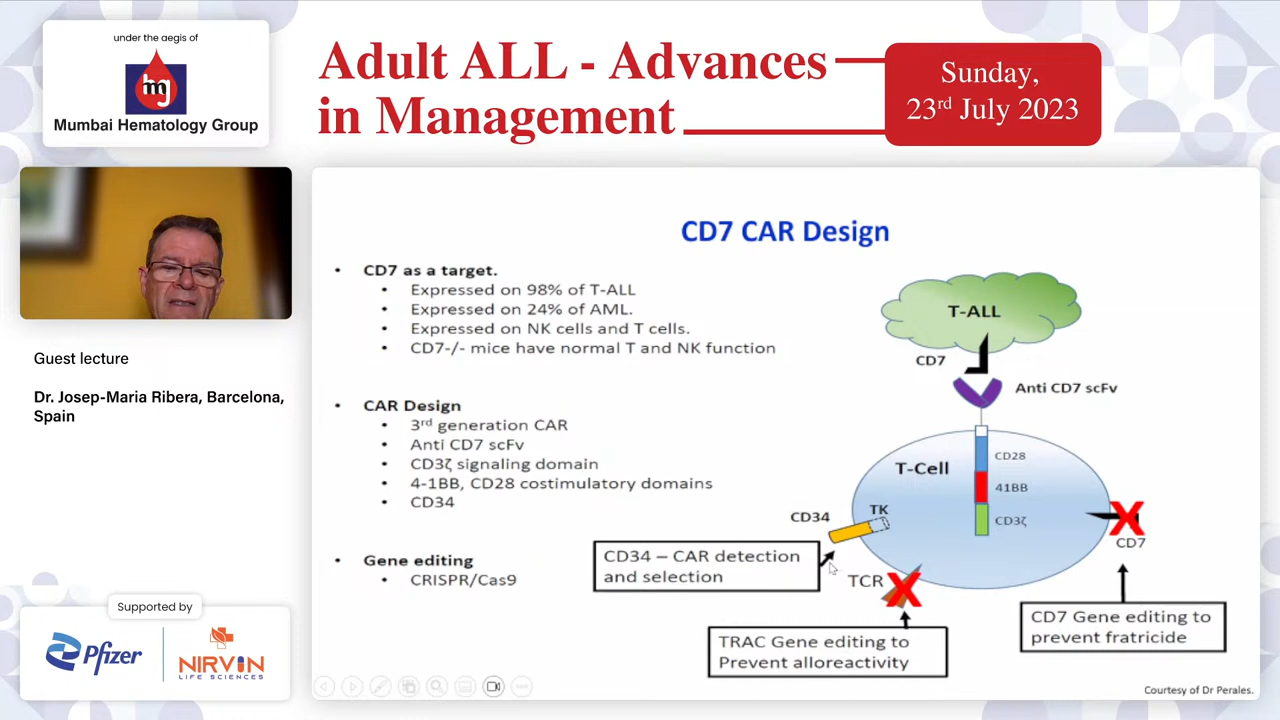 under the aegis of
mj
Mumbai Hematology Group
Adult ALL - Advances
in Management
Sunday,
23rd July 2023
Guest lecture
Dr. Josep-Maria Ribera, Barcelona,
Spain
Supported by
Pfizer
NIRVIN
LIFE SCIENCES
CD7 CAR Design
• CD7 as a target.
• Expressed on 98% of T-ALL
• Expressed on 24% of AML.
• Expressed on NK cells and T cells.
• CD7-/- mice have normal T and NK function
• CAR Design
• 3rd generation CAR
• Anti CD7 scFv
• CD3ζ signaling domain
• 4-1BB, CD28 costimulatory domains
• CD34
• Gene editing
• CRISPR/Cas9
T-ALL
CD7
Anti CD7 scFv
T-Cell
CD28
41BB
CD3ζ
CD34
TK
CD7
TCR
CD34 – CAR detection
and selection
TRAC Gene editing to
Prevent alloreactivity
CD7 Gene editing to
prevent fratricide
Courtesy of Dr Perales.